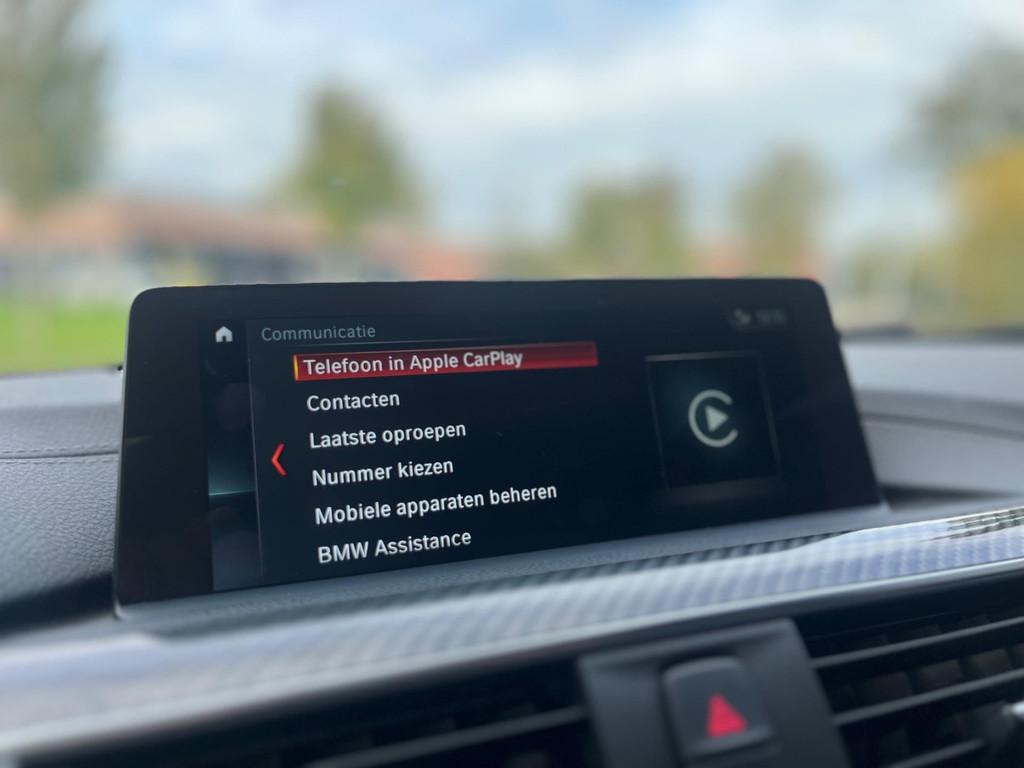 Communicatie
Telefoon in Apple CarPlay
Contacten
Laatste oproepen
Nummer kiezen
Mobiele apparaten beheren
BMW Assistance